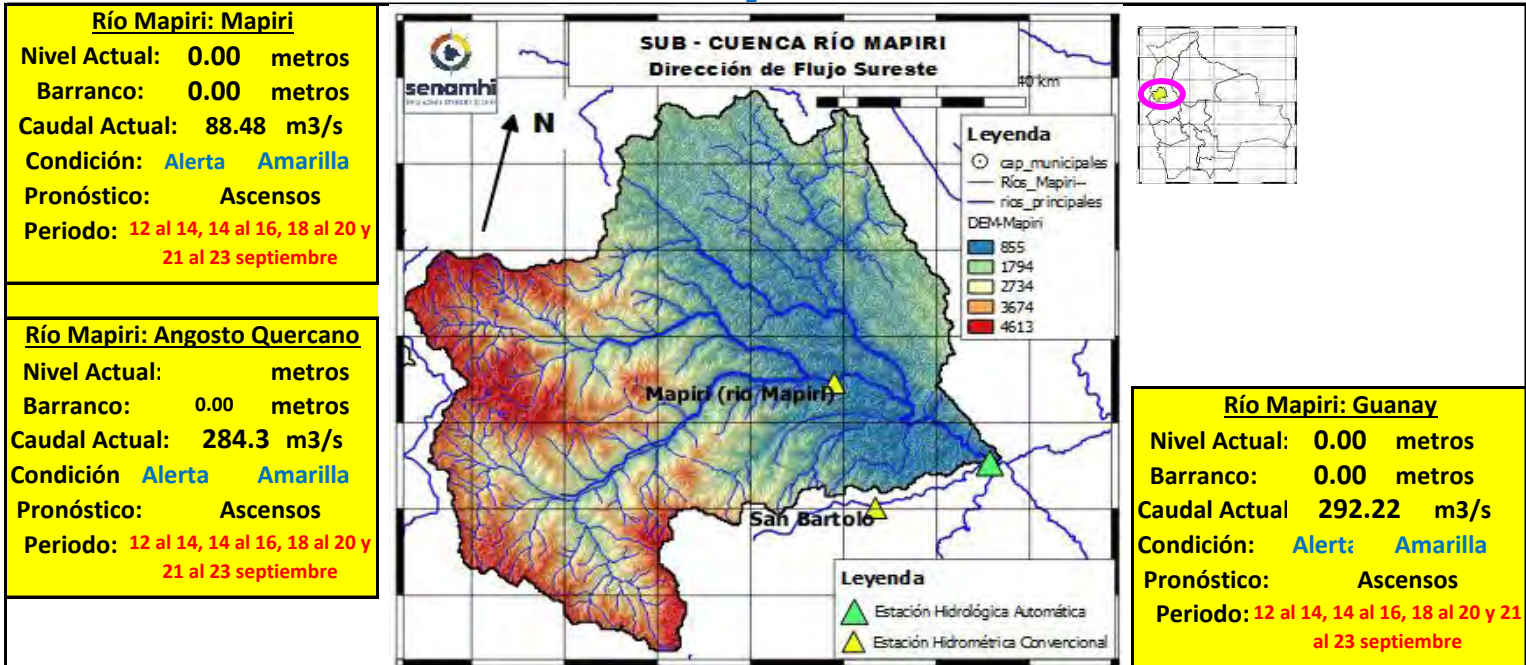 Río Mapiri: Mapiri
Nivel Actual: 0.00 metros
Barranco: 0.00 metros
Caudal Actual: 88.48 m3/s
Condición: Alerta Amarilla
Pronóstico: Ascensos
Periodo: 12 al 14, 14 al 16, 18 al 20 y
21 al 23 septiembre
Río Mapiri: Angosto Quercano
Nivel Actual: metros
Barranco: 0.00 metros
Caudal Actual: 284.3 m3/s
Condición Alerta Amarilla
Pronóstico: Ascensos
Periodo: 12 al 14, 14 al 16, 18 al 20 y
21 al 23 septiembre
senamhi
SUB - CUENCA RÍO MAPIRI
Dirección de Flujo Sureste
40 km
N
Leyenda
cap_municipales
Ríos_Mapiri--
rios_principales
DEM-Mapiri
855
1794
2734
3674
4613
Mapiri (rio Mapiri)
San Bartolo
Leyenda
Estación Hidrológica Automática
Estación Hidrométrica Convencional
Río Mapiri: Guanay
Nivel Actual: 0.00 metros
Barranco: 0.00 metros
Caudal Actual 292.22 m3/s
Condición: Alerta Amarilla
Pronóstico: Ascensos
Periodo: 12 al 14, 14 al 16, 18 al 20 y 21
al 23 septiembre